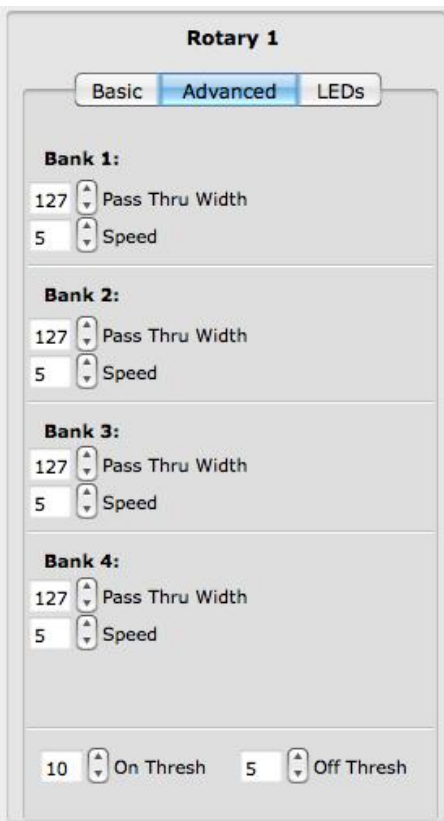 Rotary 1
Basic Advanced LEDs
Bank 1:
127 Pass Thru Width
5 Speed
Bank 2:
127 Pass Thru Width
5 Speed
Bank 3:
127 Pass Thru Width
5 Speed
Bank 4:
127 Pass Thru Width
5 Speed
10 On Thresh 5 Off Thresh